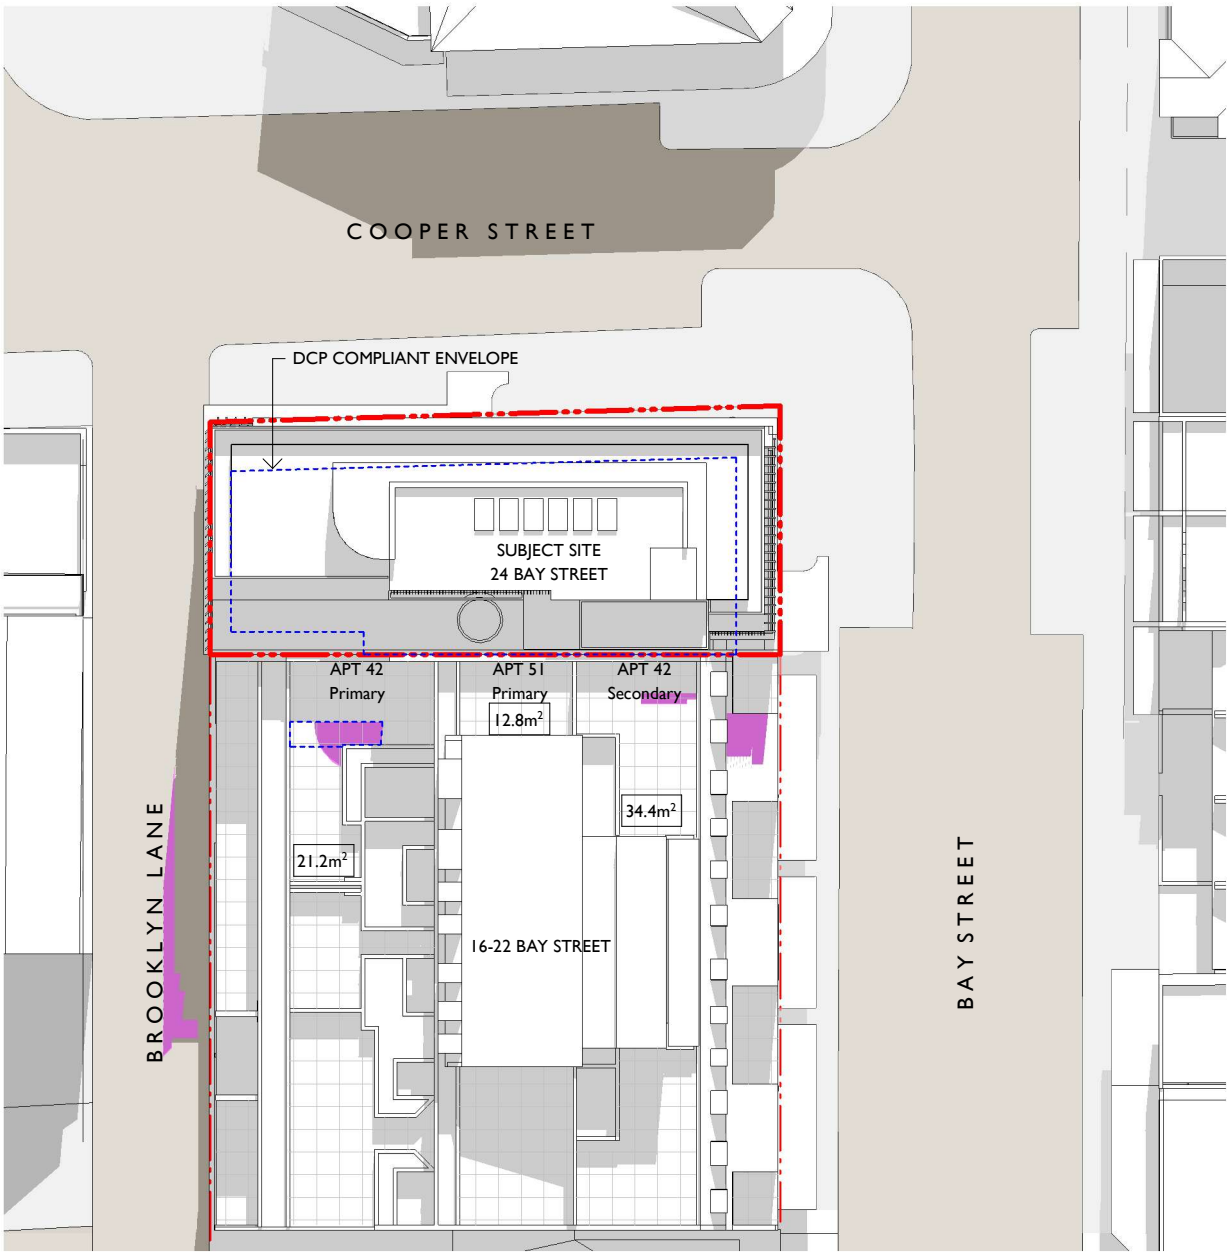 COOPER STREET
DCP COMPLIANT ENVELOPE
SUBJECT SITE
24 BAY STREET
APT 42
Primary
APT 51
Primary
12.8m²
APT 42
Secondary
34.4m²
21.2m²
16-22 BAY STREET
BROOKLYN LANE
BAY STREET